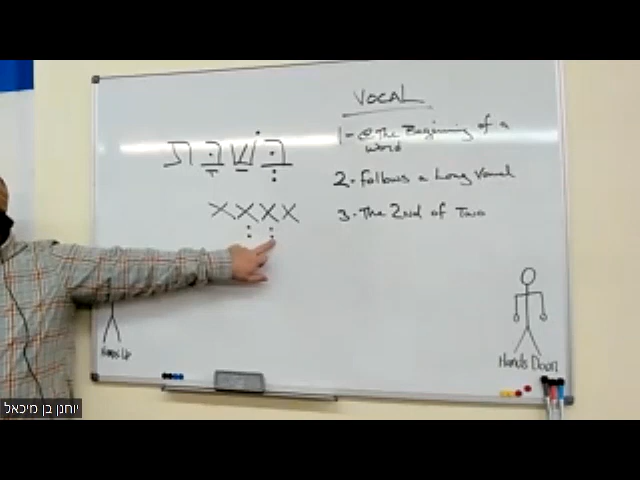 VOCAL
1 - @ The Beginning of a
word
2. Follows a Long Vowel
3. The 2nd of Two
בְּשַׁבָּת
XXXX
Hands Up
Hands Down
יוחנן בן מיכאל